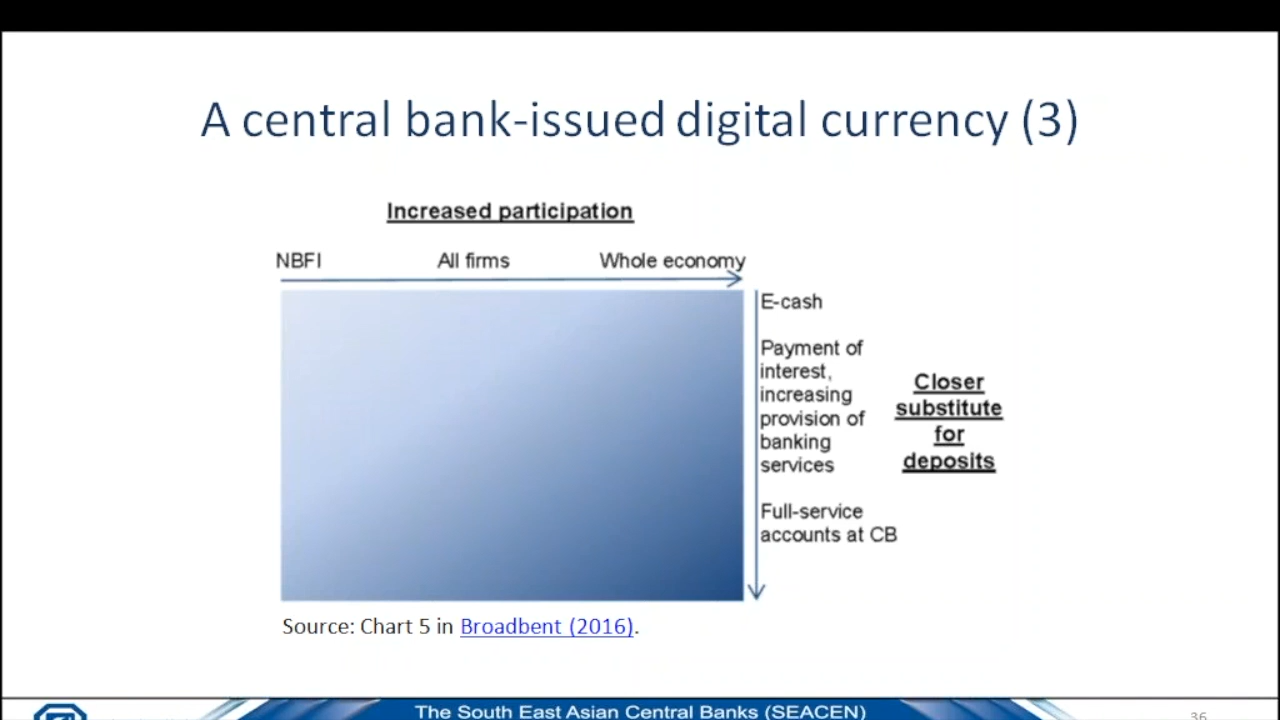 A central bank-issued digital currency (3)
Increased participation
NBFI All firms Whole economy
E-cash
Payment of
interest,
increasing
provision of
banking
services
Closer
substitute
for
deposits
Full-service
accounts at CB
Source: Chart 5 in Broadbent (2016).
The South East Asian Central Banks (SEACEN)
36